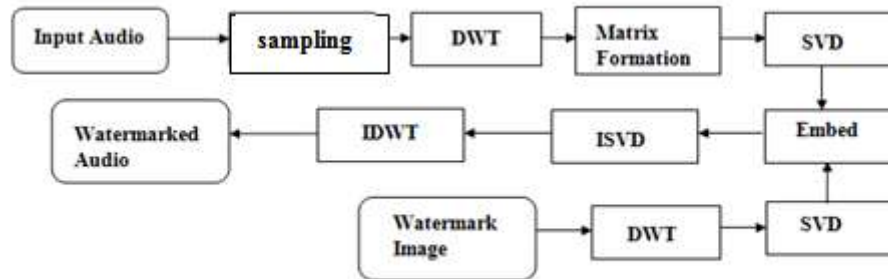 Input Audio
sampling
DWT
Matrix
Formation
SVD
Watermarked
Audio
IDWT
ISVD
Embed
Watermark
Image
DWT
SVD